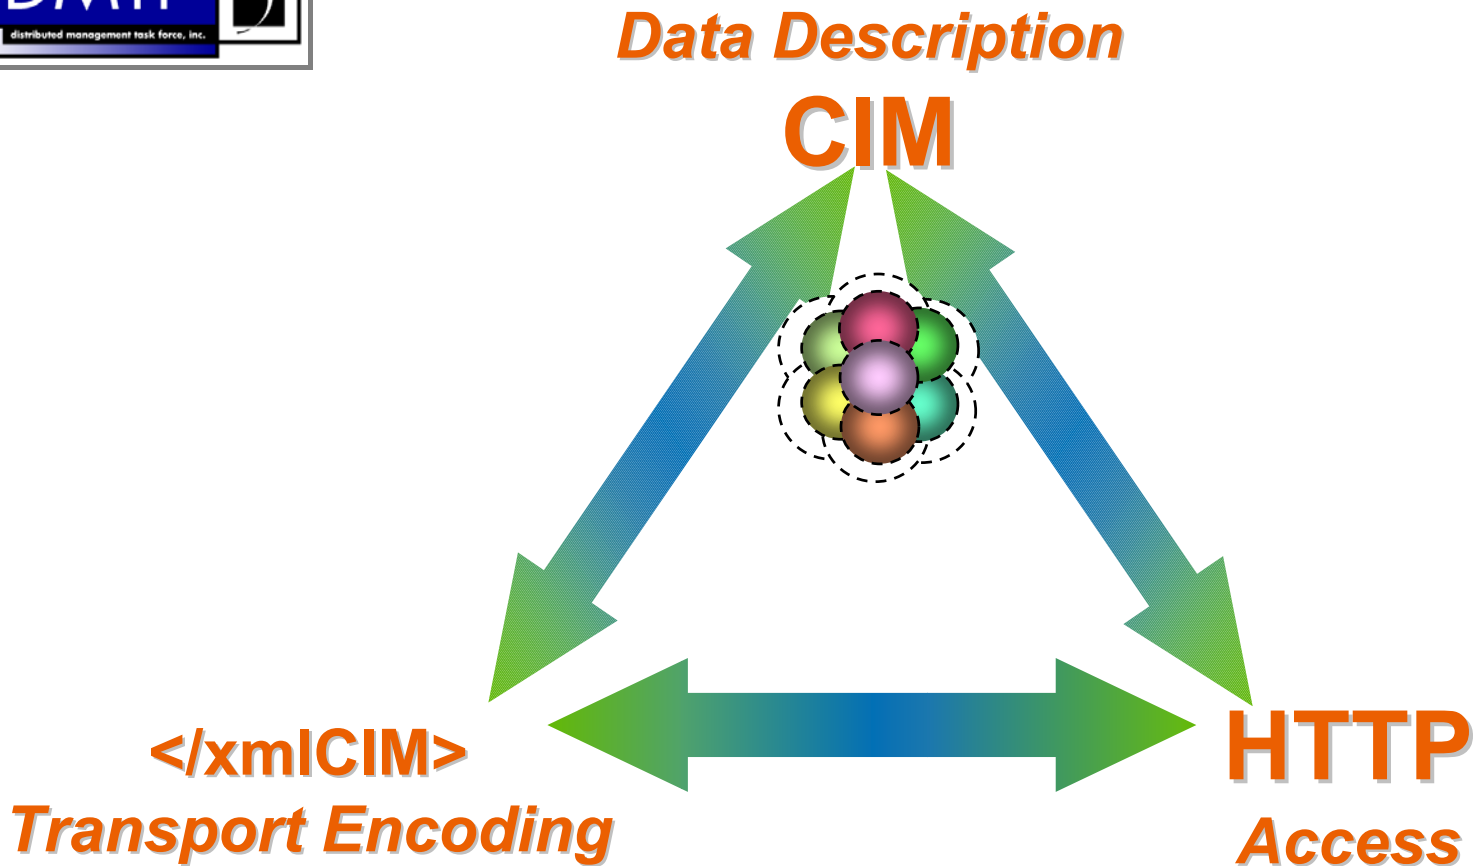 distributed management task force, inc.
Data Description
CIM
</xmlCIM>
Transport Encoding
HTTP
Access